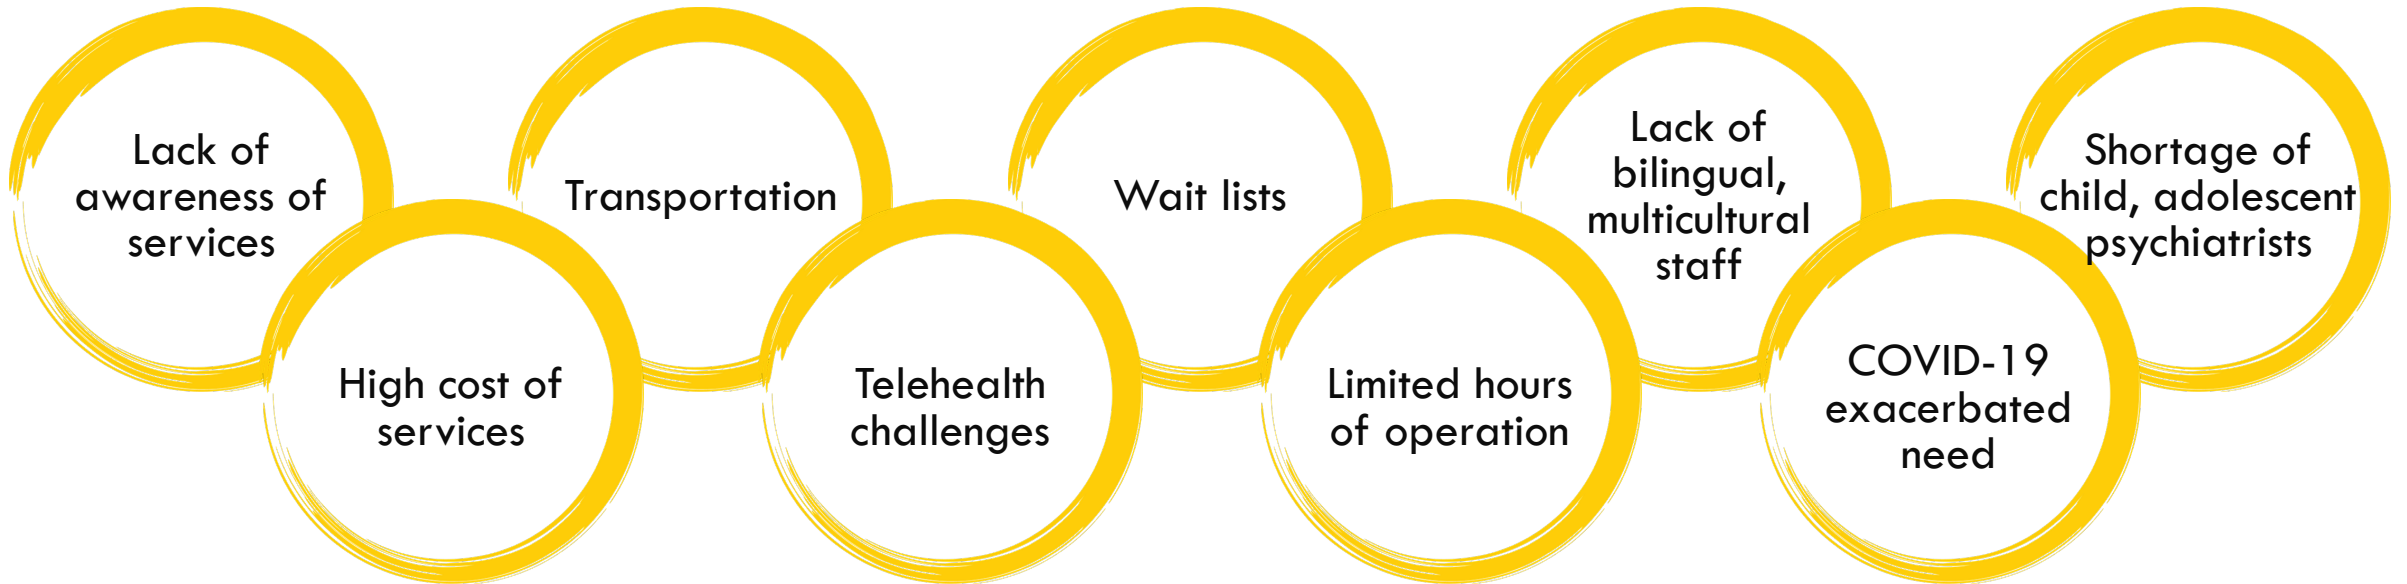 Lack of
awareness of
services
High cost of
services
Transportation
Telehealth
challenges
Wait lists
Limited hours
of operation
Lack of
bilingual,
multicultural
staff
COVID-19
exacerbated
need
Shortage of
child, adolescent
psychiatrists